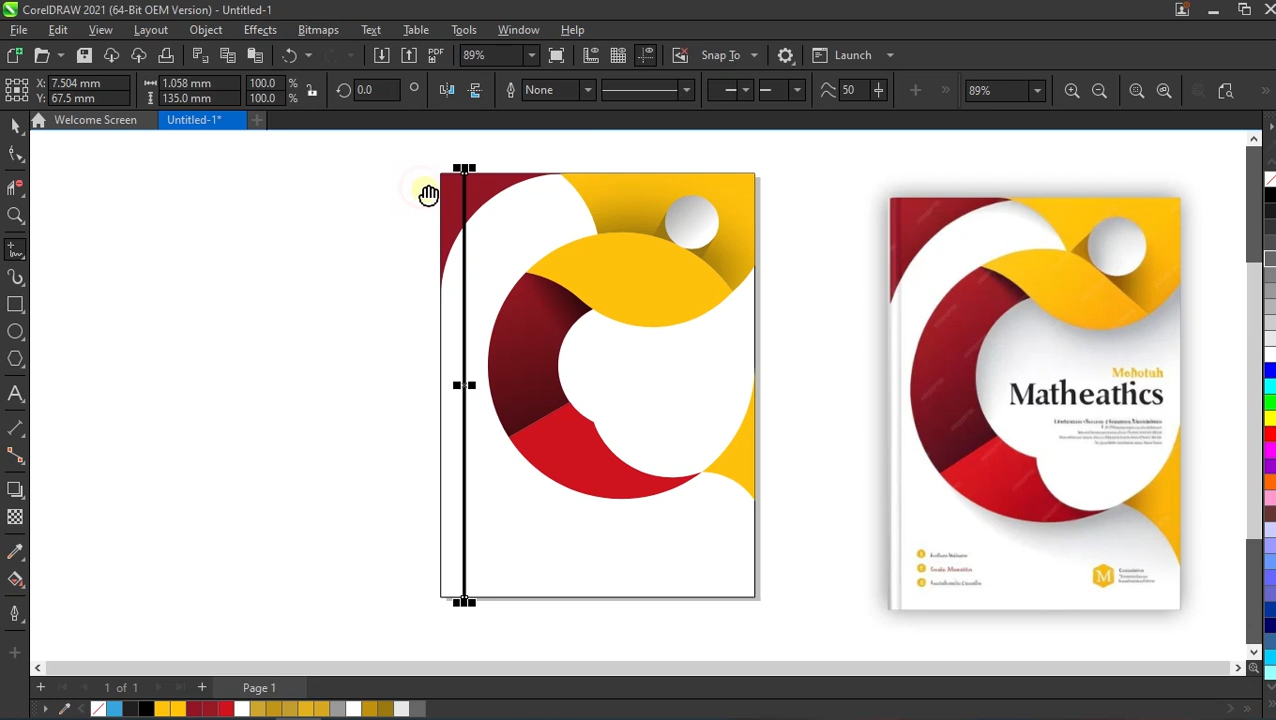 CorelDRAW 2021 (64-Bit OEM Version) - Untitled-1
File Edit View Layout Object Effects Bitmaps Text Table Tools Window Help
PDF 89% Snap To Launch
X: 7.504 mm 1.058 mm 100.0 % 0.0 None 50 89%
Y: 67.5 mm 135.0 mm 100.0 %
Welcome Screen Untitled-1*
Mehotuh
Matheathics
M
1 of 1 Page 1